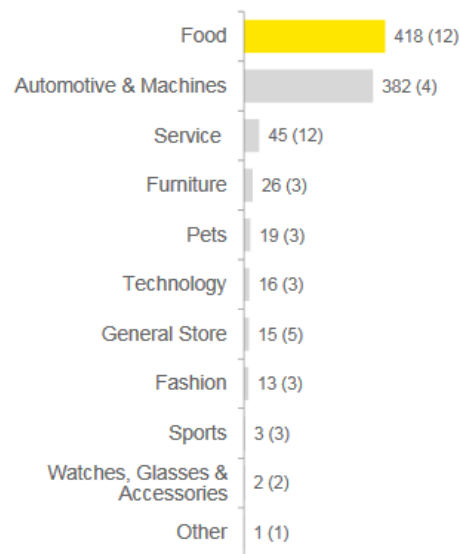 Food 418 (12)
Automotive & Machines 382 (4)
Service 45 (12)
Furniture 26 (3)
Pets 19 (3)
Technology 16 (3)
General Store 15 (5)
Fashion 13 (3)
Sports 3 (3)
Watches, Glasses &
Accessories 2 (2)
Other 1 (1)